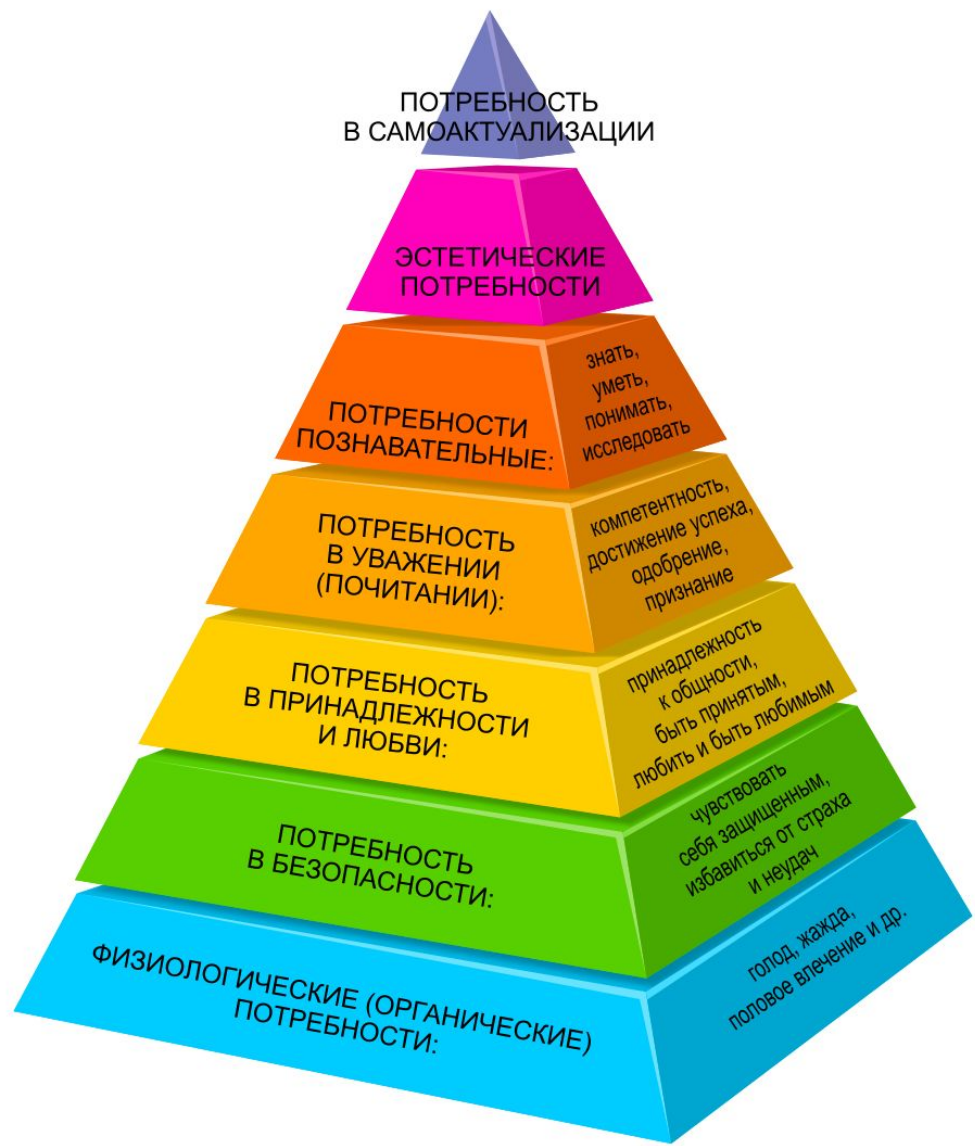 ПОТРЕБНОСТЬ
В САМОАКТУАЛИЗАЦИИ
ЭСТЕТИЧЕСКИЕ
ПОТРЕБНОСТИ
ПОТРЕБНОСТИ
ПОЗНАВАТЕЛЬНЫЕ:
знать,
уметь,
понимать,
исследовать
ПОТРЕБНОСТЬ
В УВАЖЕНИИ
(ПОЧИТАНИИ):
компетентность,
достижение успеха,
одобрение,
признание
ПОТРЕБНОСТЬ
В ПРИНАДЛЕЖНОСТИ
И ЛЮБВИ:
принадлежность
к общности,
быть принятым,
любить и быть любимым
ПОТРЕБНОСТЬ
В БЕЗОПАСНОСТИ:
чувствовать
себя защищенным,
избавиться от страха
и неудач
ФИЗИОЛОГИЧЕСКИЕ (ОРГАНИЧЕСКИЕ)
ПОТРЕБНОСТИ:
голод, жажда,
половое влечение и др.